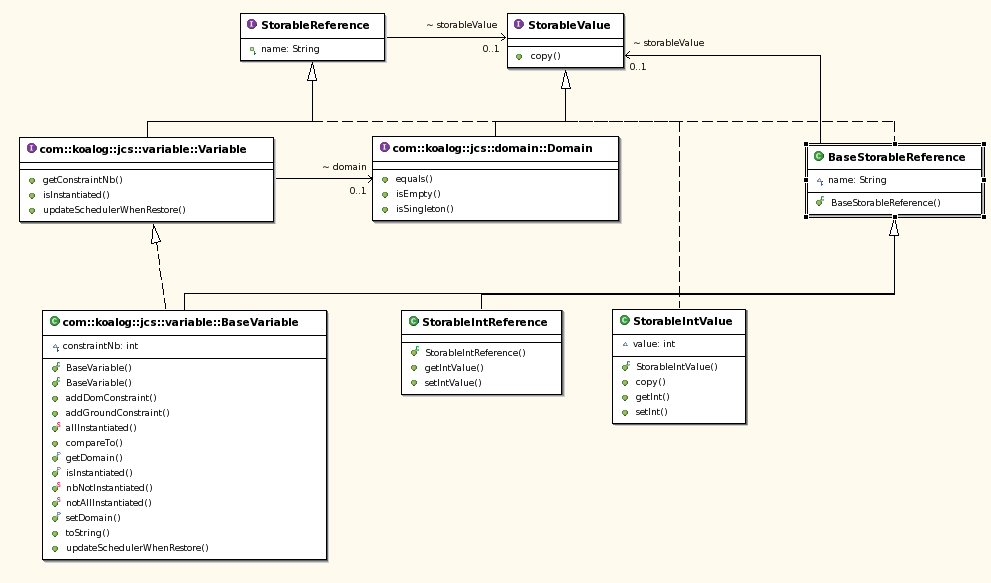 StorableReference
name: String
~ storableValue
0..1
StorableValue
copy()
~ storableValue
0..1
com::koalog::jcs::variable::Variable
getConstraintNb()
isInstantiated()
updateSchedulerWhenRestore()
~ domain
0..1
com::koalog::jcs::domain::Domain
equals()
isEmpty()
isSingleton()
BaseStorableReference
name: String
BaseStorableReference()
com::koalog::jcs::variable::BaseVariable
constraintNb: int
BaseVariable()
BaseVariable()
addDomConstraint()
addGroundConstraint()
allInstantiated()
compareTo()
getDomain()
isInstantiated()
nbNotInstantiated()
notAllInstantiated()
setDomain()
toString()
updateSchedulerWhenRestore()
StorableIntReference
StorableIntReference()
getIntValue()
setIntValue()
StorableIntValue
value: int
StorableIntValue()
copy()
getInt()
setInt()